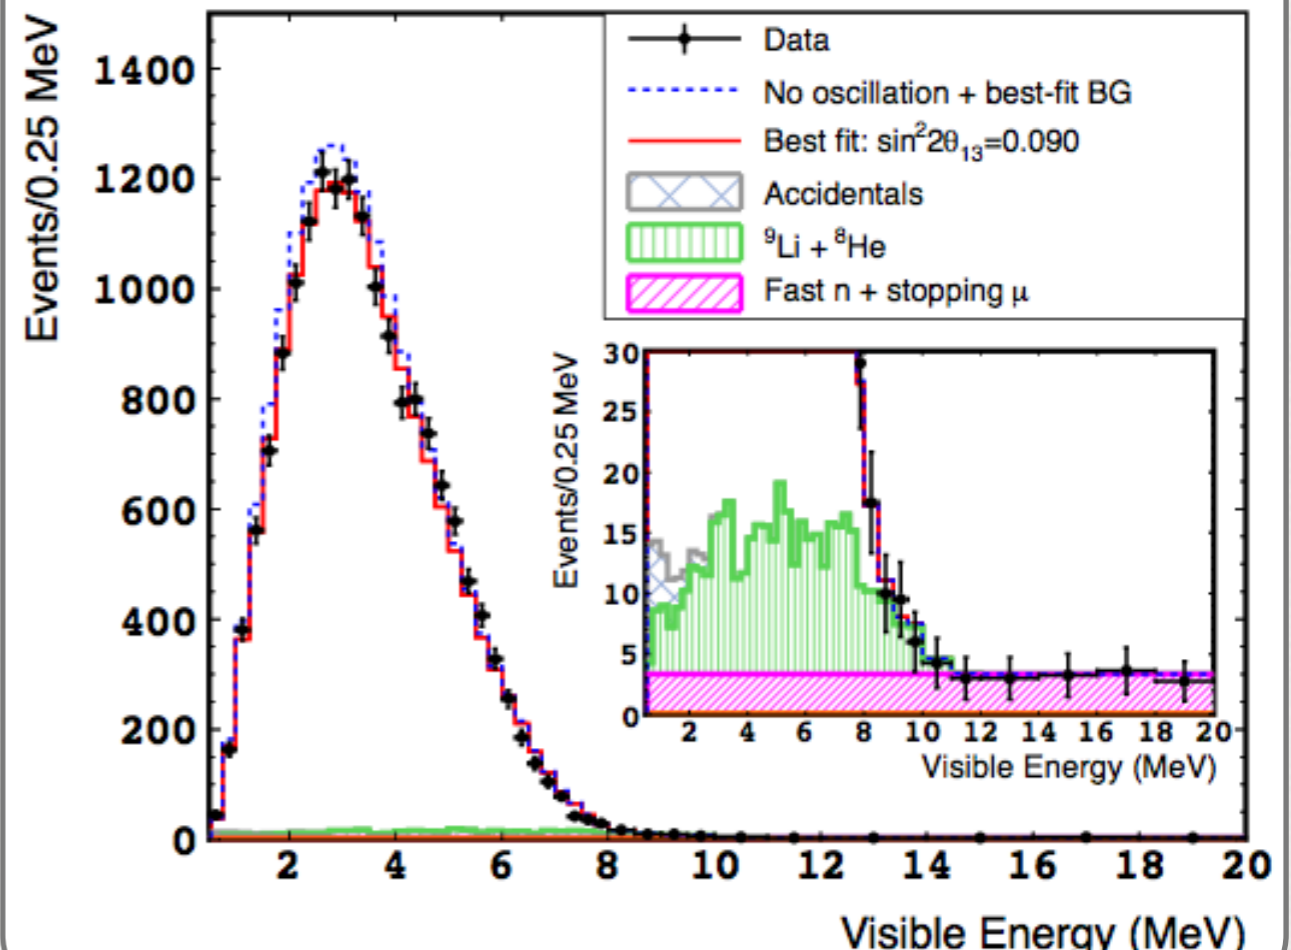 Events/0.25 MeV
1400
1200
1000
800
600
400
200
0
2 4 6 8 10 12 14 16 18 20
Visible Energy (MeV)
Data
No oscillation + best-fit BG
Best fit: sin²2θ₁₃=0.090
Accidentals
⁹Li + ⁸He
Fast n + stopping μ
Events/0.25 MeV
30
25
20
15
10
5
0
2 4 6 8 10 12 14 16 18 20
Visible Energy (MeV)